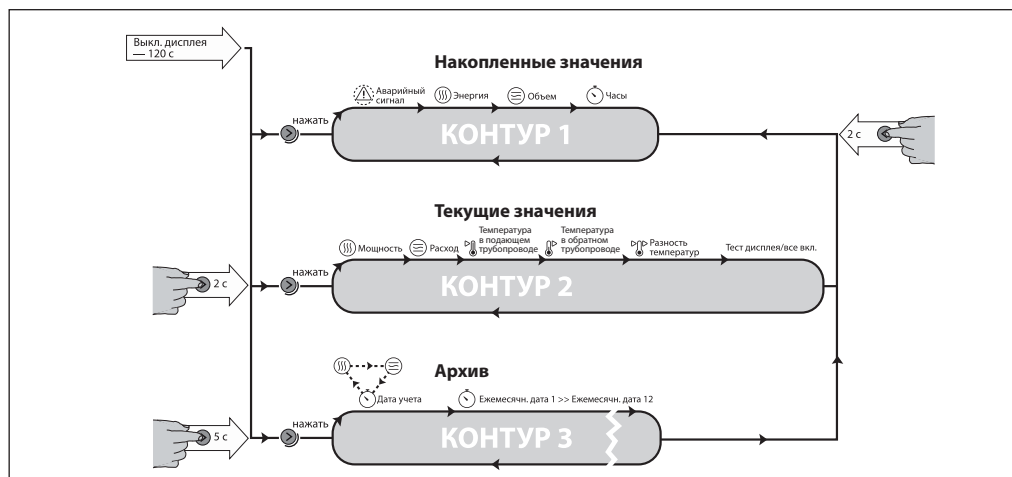 Выкл. дисплея
— 120 с
Накопленные значения
Аварийный
сигнал
Энергия
Объем
Часы
нажать
КОНТУР 1
2 с
Текущие значения
Мощность
Расход
Температура
в подающем
трубопроводе
Температура
в обратном
трубопроводе
Разность
температур
Тест дисплея/все вкл.
нажать
КОНТУР 2
2 с
Архив
Дата учета
Ежемесячн. дата 1 >> Ежемесячн. дата 12
нажать
КОНТУР 3
5 с